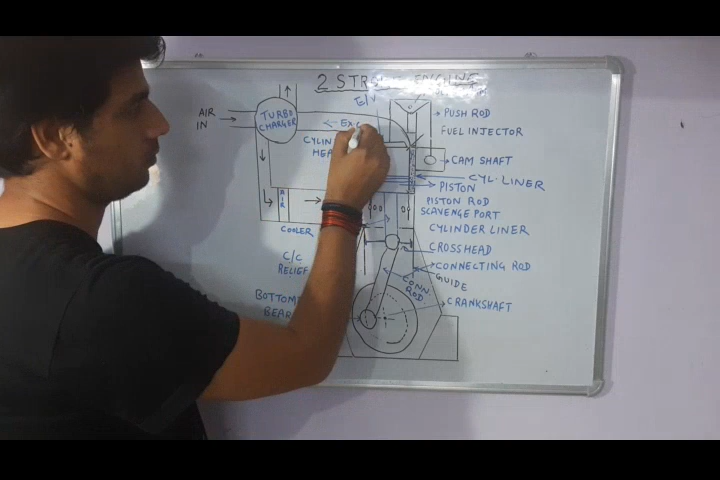 2 STR
E/V
AIR
IN
TURBO
CHARGER
PUSH ROD
FUEL INJECTOR
CAM SHAFT
CYL. LINER
PISTON
PISTON ROD
SCAVENGE PORT
CYLINDER LINER
CROSSHEAD
CONNECTING ROD
GUIDE
CRANKSHAFT
AIR
COOLER
C/C
RELIEF
CONN.
ROD